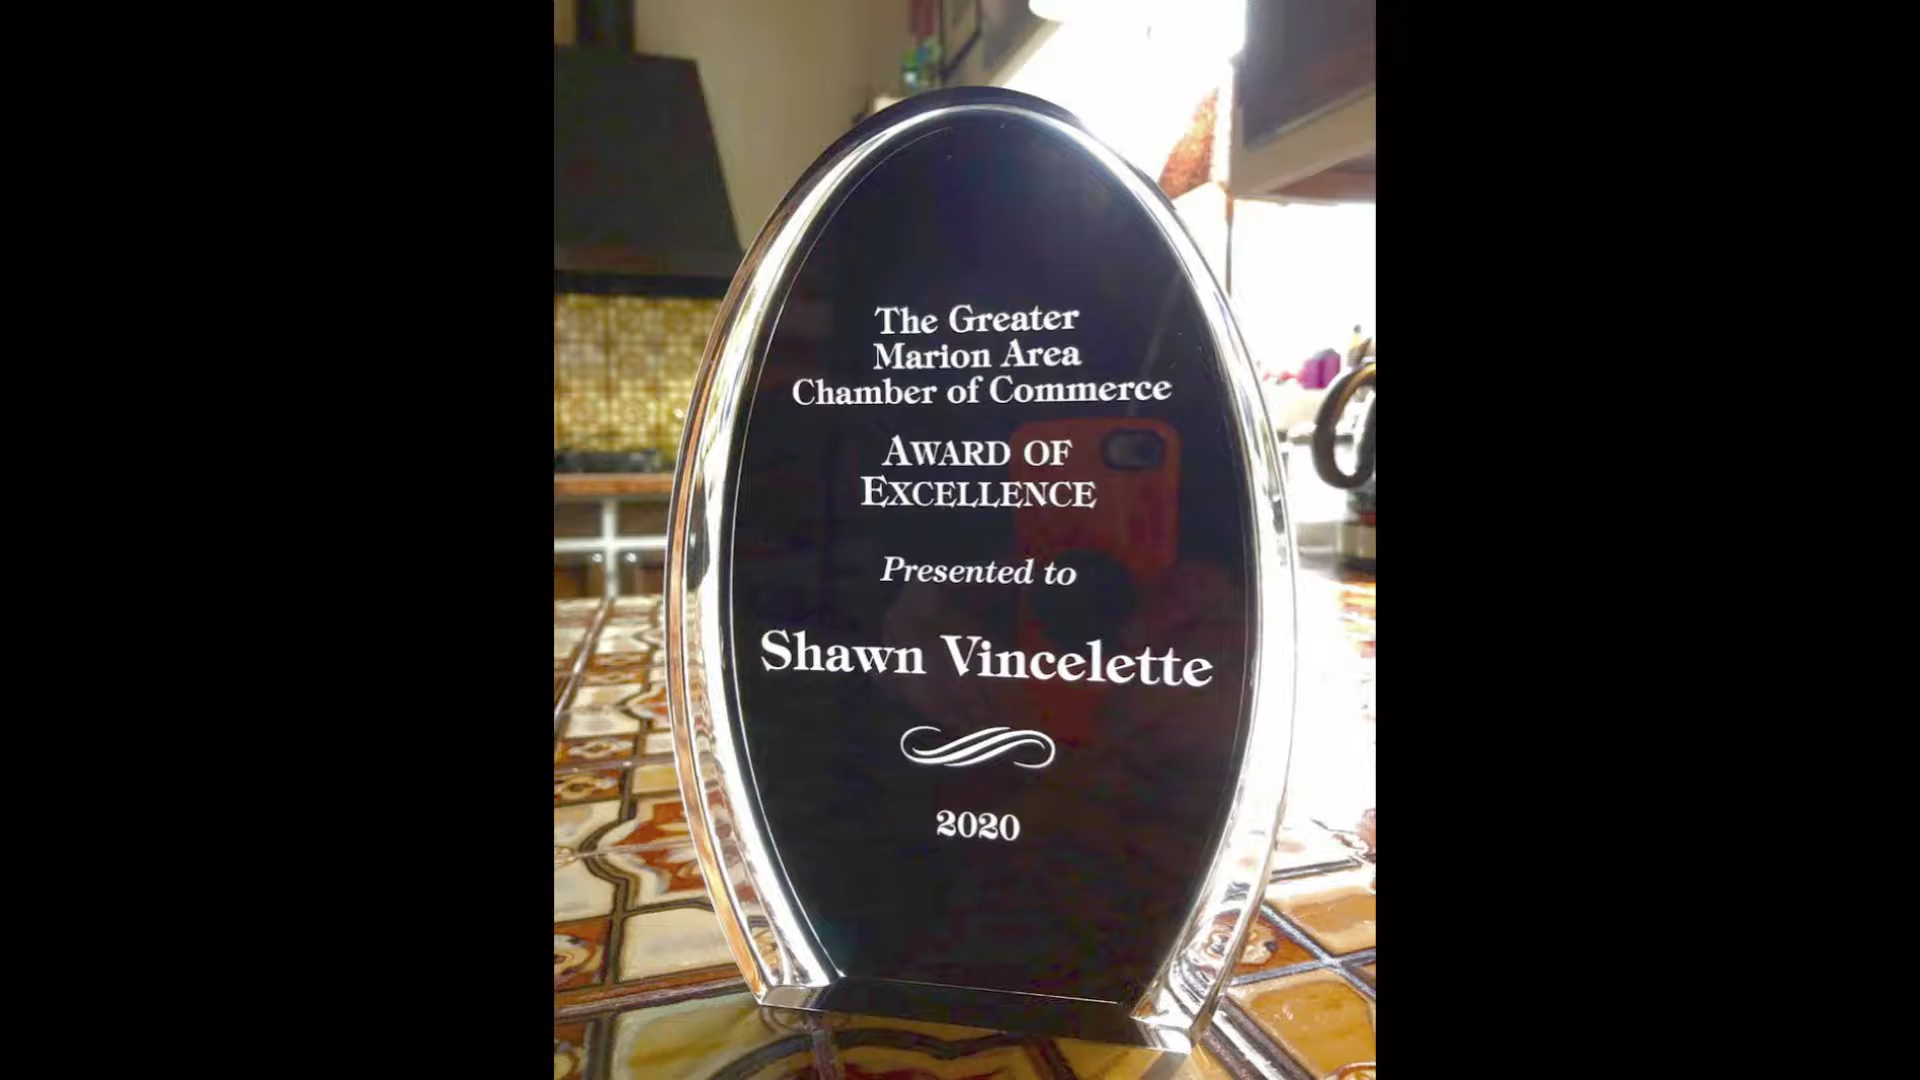 The Greater
Marion Area
Chamber of Commerce
AWARD OF
EXCELLENCE
Presented to
Shawn Vincelette
2020